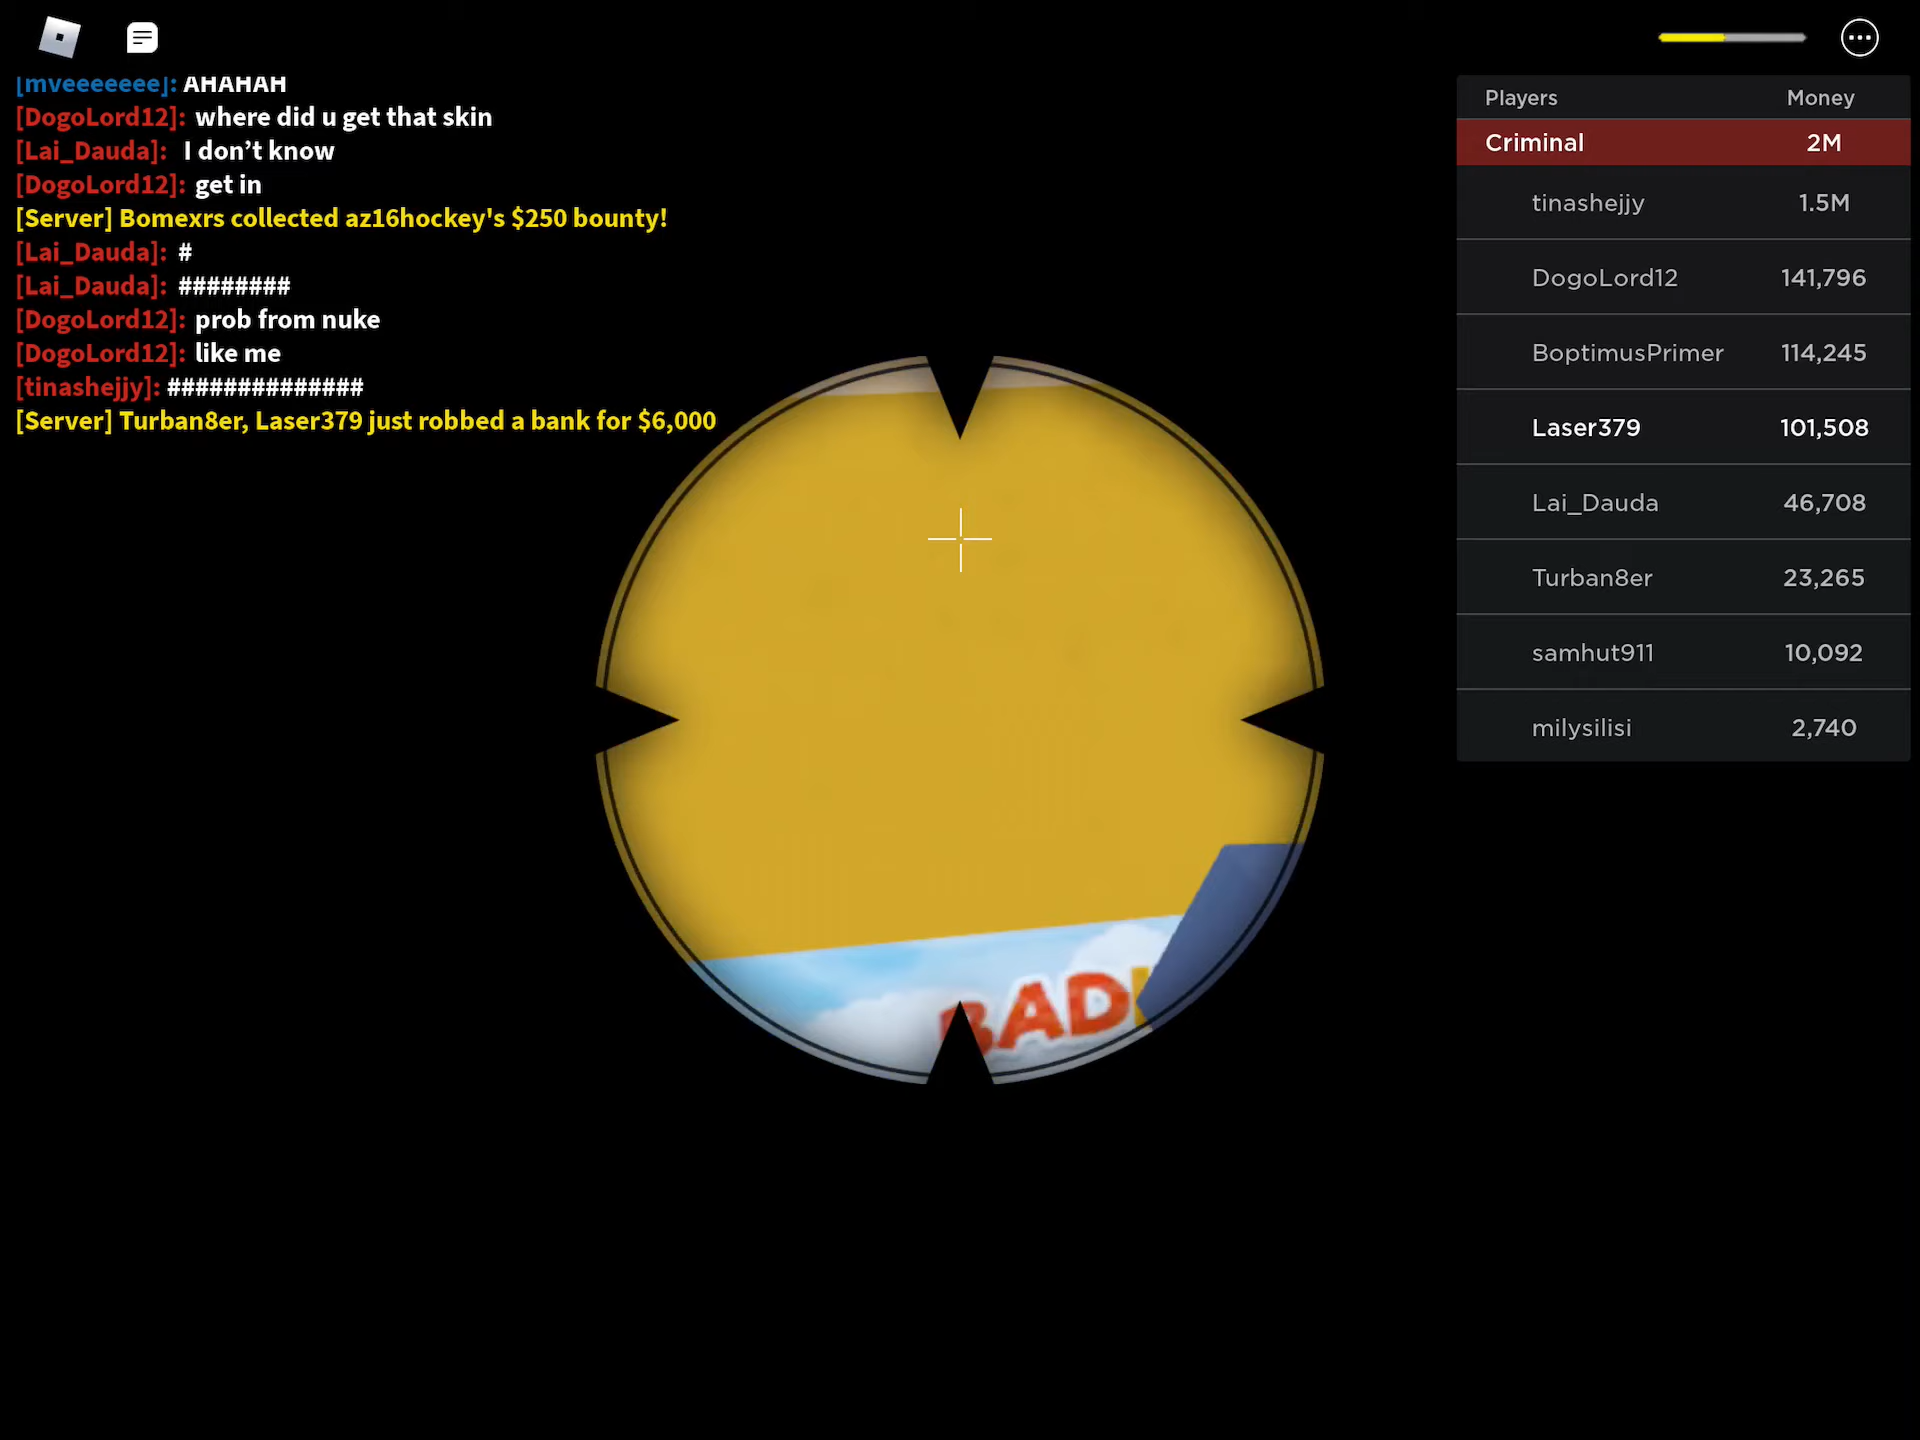 [mveeeeeee]: AHAHAH
[DogoLord12]: where did u get that skin
[Lai_Dauda]: I don't know
[DogoLord12]: get in
[Server] Bomexrs collected az16hockey's $250 bounty!
[Lai_Dauda]: #
[Lai_Dauda]: ########
[DogoLord12]: prob from nuke
[DogoLord12]: like me
[tinashejjy]: ##############
[Server] Turban8er, Laser379 just robbed a bank for $6,000
Players Money
Criminal 2M
tinashejjy 1.5M
DogoLord12 141,796
BoptimusPrimer 114,245
Laser379 101,508
Lai_Dauda 46,708
Turban8er 23,265
samhut911 10,092
milysilisi 2,740
BAD